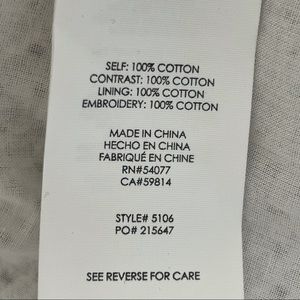 SELF: 100% COTTON
CONTRAST: 100% COTTON
LINING: 100% COTTON
EMBROIDERY: 100% COTTON
MADE IN CHINA
HECHO EN CHINA
FABRIQUÉ EN CHINE
RN#54077
CA#59814
STYLE# 5106
PO# 215647
SEE REVERSE FOR CARE